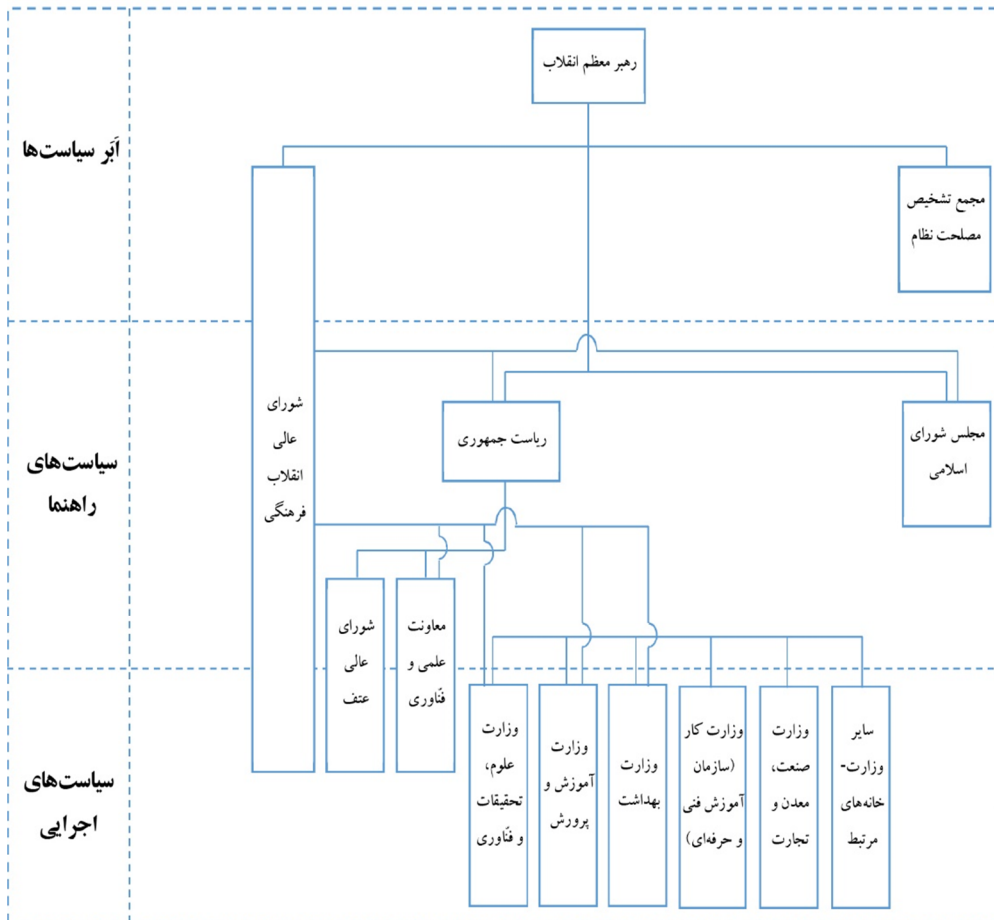 رهبر معظم انقلاب
اَبَر سیاست‌ها
مجمع تشخیص
مصلحت نظام
شورای
عالی
انقلاب
فرهنگی
ریاست جمهوری
مجلس شورای
اسلامی
سیاست‌های
راهنما
شورای
عالی
عتف
معاونت
علمی و
فنّاوری
سیاست‌های
اجرایی
وزارت
علوم،
تحقیقات
و فنّاوری
وزارت
آموزش و
پرورش
وزارت
بهداشت
وزارت کار
(سازمان
آموزش فنی
و حرفه‌ای)
وزارت
صنعت،
معدن و
تجارت
سایر
وزارت-
خانه‌های
مرتبط